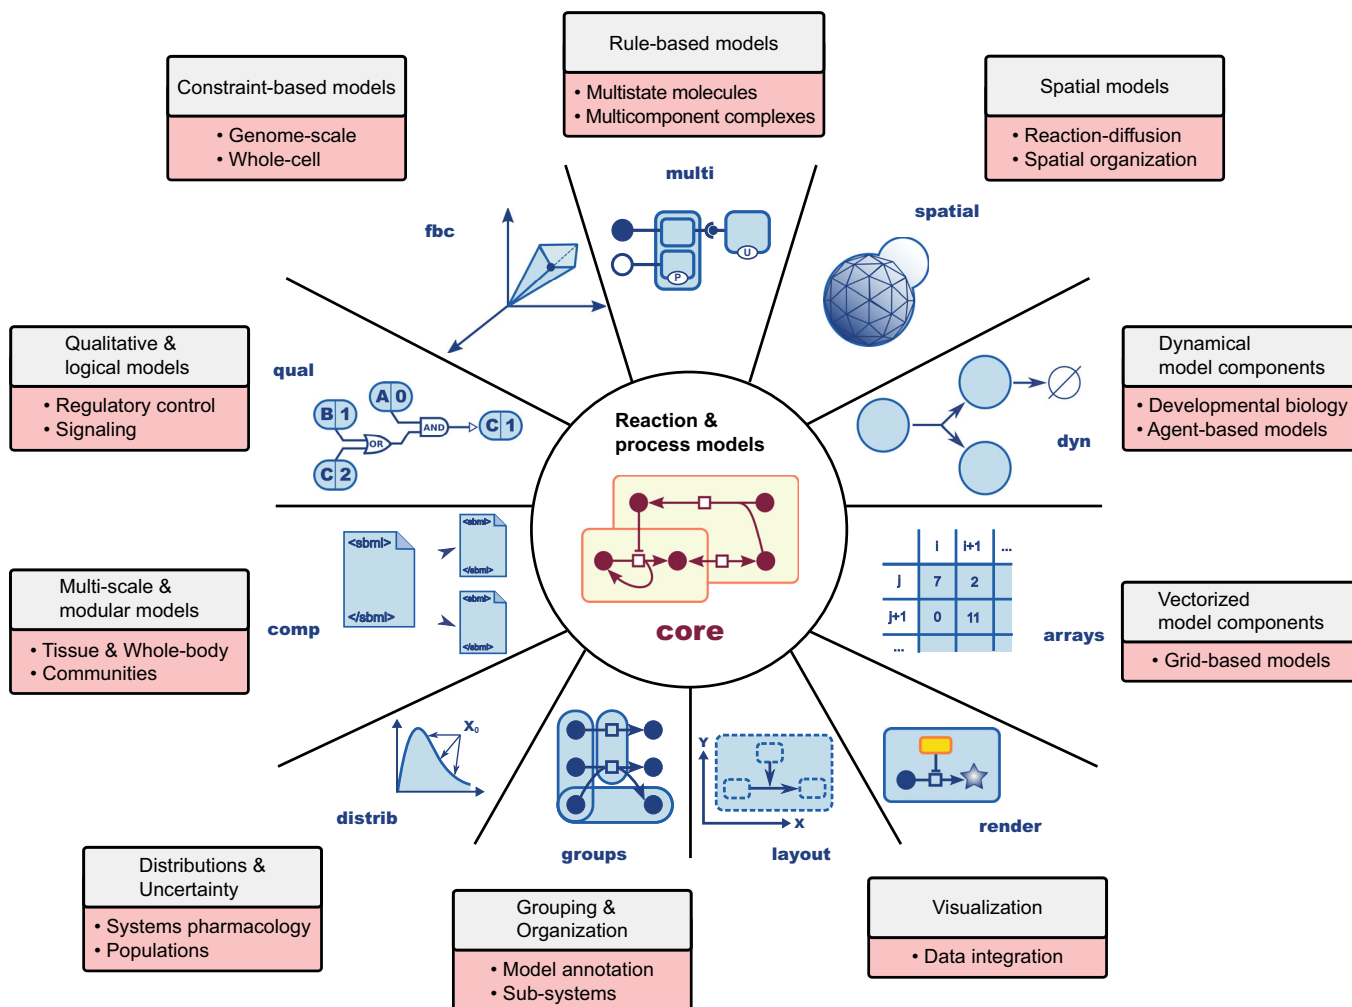 Rule-based models
• Multistate molecules
• Multicomponent complexes
Constraint-based models
• Genome-scale
• Whole-cell
Spatial models
• Reaction-diffusion
• Spatial organization
multi
fbc
spatial
U
P
Qualitative &
logical models
• Regulatory control
• Signaling
qual
A 0
B 1
OR
AND
C 1
C 2
Dynamical
model components
• Developmental biology
• Agent-based models
dyn
Reaction &
process models
core
Multi-scale &
modular models
• Tissue & Whole-body
• Communities
comp
<sbml>
</sbml>
<sbml>
</sbml>
<sbml>
</sbml>
i i+1 ...
j 7 2
j+1 0 11
...
arrays
Vectorized
model components
• Grid-based models
X₀
distrib
groups
Y
X
layout
render
Distributions &
Uncertainty
• Systems pharmacology
• Populations
Grouping &
Organization
• Model annotation
• Sub-systems
Visualization
• Data integration